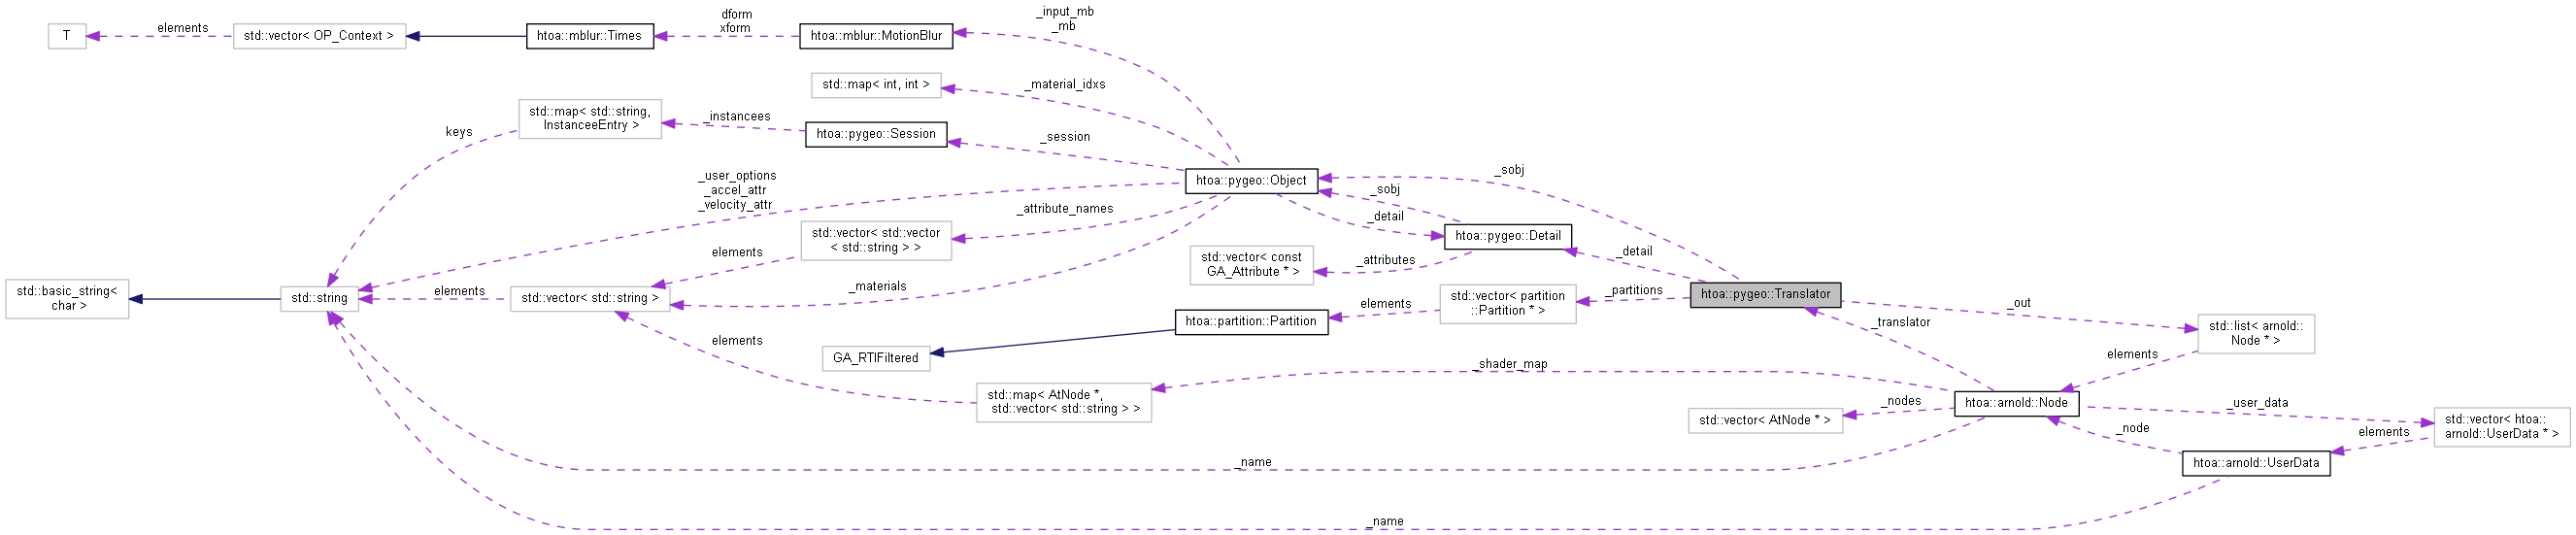 T
elements
std::vector< OP_Context >
htoa::mblur::Times
dform
xform
htoa::mblur::MotionBlur
_input_mb
_mb
std::map< int, int >
_material_idxs
std::map< std::string,
InstanceeEntry >
keys
_instancees
htoa::pygeo::Session
_session
htoa::pygeo::Object
_sobj
_user_options
_accel_attr
_velocity_attr
_attribute_names
_sobj
_detail
std::vector< std::vector
< std::string > >
elements
htoa::pygeo::Detail
std::vector< const
GA_Attribute * >
_attributes
_detail
std::basic_string<
char >
std::string
elements
std::vector< std::string >
_materials
std::vector< partition
::Partition * >
_partitions
htoa::pygeo::Translator
_out
elements
htoa::partition::Partition
_translator
std::list< arnold::
Node * >
elements
GA_RTIFiltered
elements
_shader_map
std::map< AtNode *,
std::vector< std::string > >
std::vector< AtNode * >
_nodes
htoa::arnold::Node
_user_data
std::vector< htoa::
arnold::UserData * >
_node
elements
htoa::arnold::UserData
_name
_name